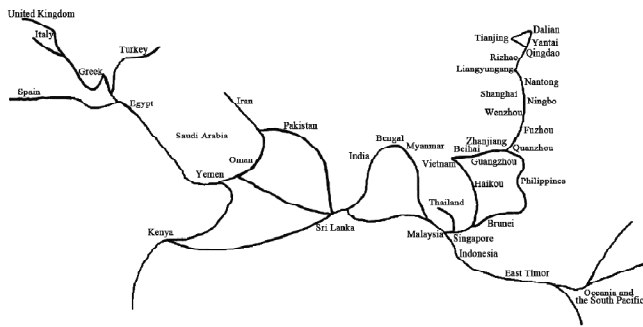 United Kingdom
Italy
Turkey
Greek
Spain
Egypt
Saudi Arabia
Yemen
Iran
Pakistan
Oman
Kenya
Sri Lanka
India
Bengal
Myanmar
Malaysia
Thailand
Singapore
Indonesia
Vietnam
Beihai
Zhanjiang
Guangzhou
Haikou
Quanzhou
Philippines
Brunei
East Timor
Oceania and
the South Pacific
Dalian
Tianjing
Yantai
Qingdao
Rizhao
Liangyungang
Nantong
Shanghai
Ningbo
Wenzhou
Fuzhou